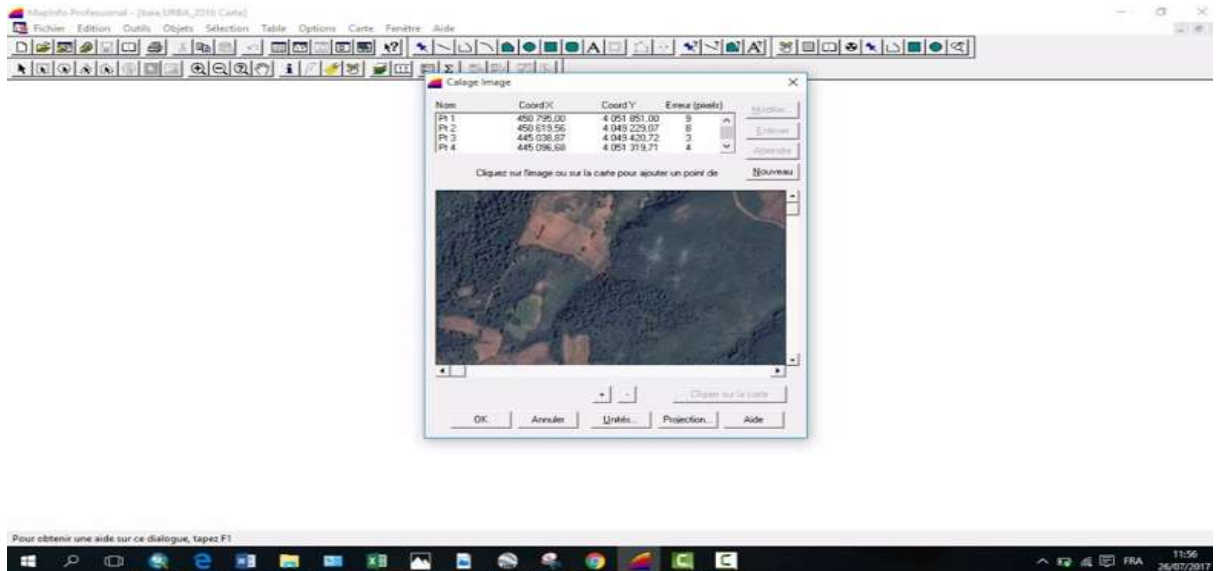 MapInfo Professional - [baie_URBA_2016 Carte]
Fichier Edition Outils Objets Sélection Table Options Carte Fenêtre Aide
Calage Image
Nom Coord X Coord Y Erreur (pixels)
Pt 1 450 795,00 4 051 851,00 9
Pt 2 450 619,56 4 049 229,07 8
Pt 3 445 038,87 4 049 420,72 3
Pt 4 445 096,68 4 051 319,71 4
Modifier...
Enlever
Atteindre
Nouveau
Cliquez sur l'image ou sur la carte pour ajouter un point de
+ -
Cliquer sur la carte
OK Annuler Unités... Projection... Aide
Pour obtenir une aide sur ce dialogue, tapez F1
FRA
11:56
26/07/2017